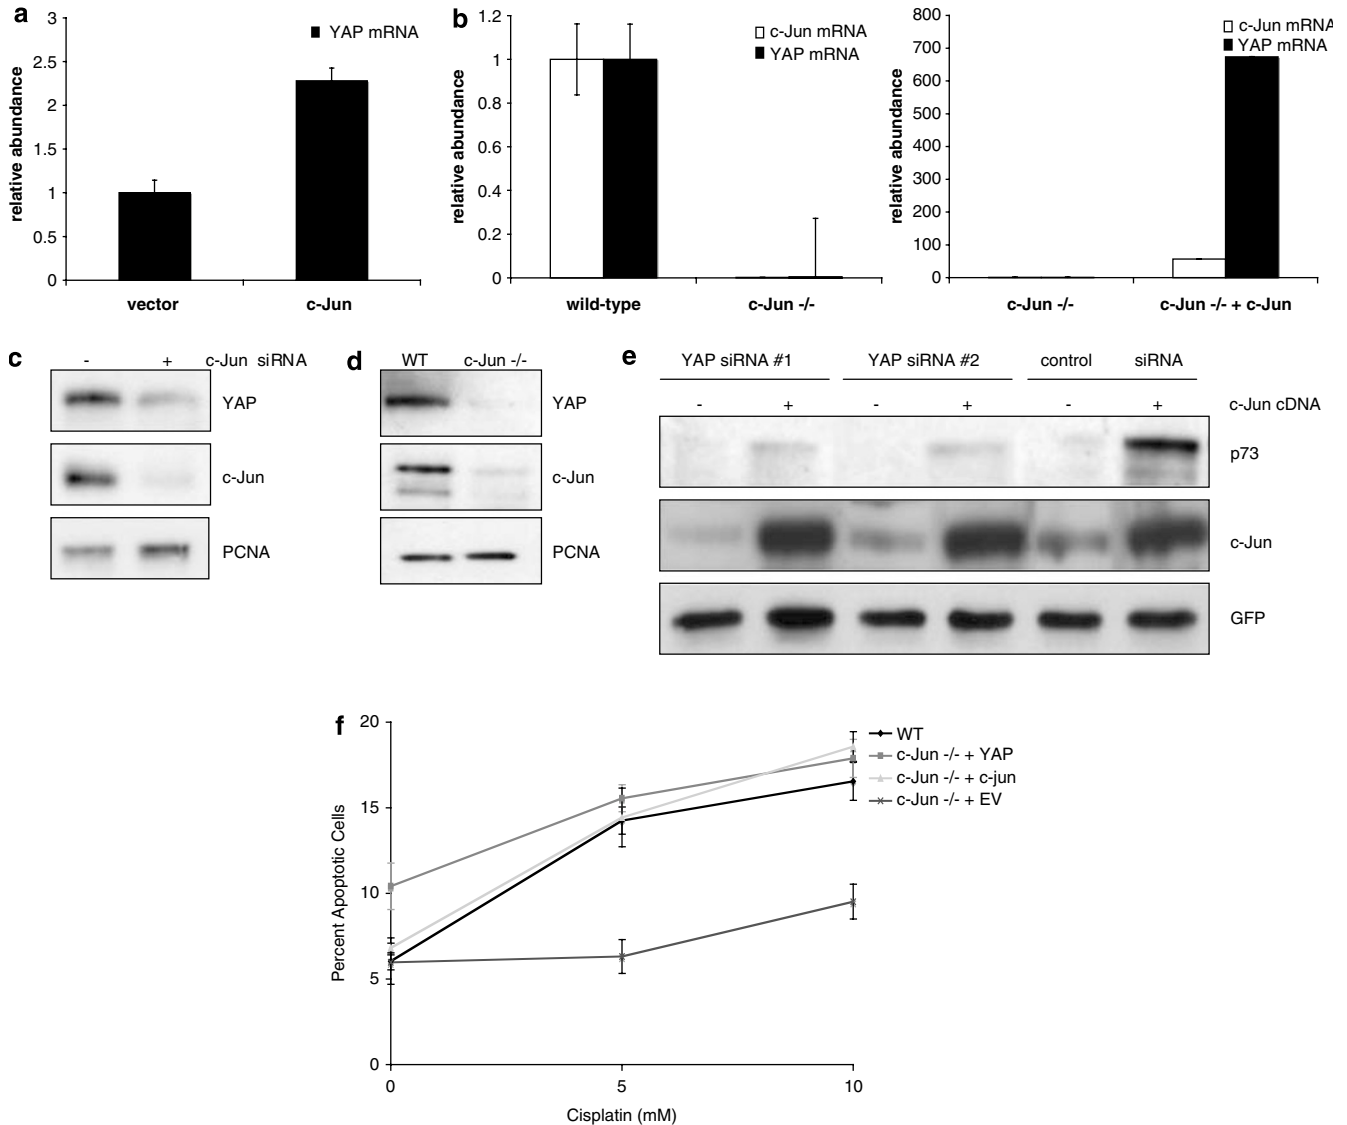 a
3
2.5
2
1.5
1
0.5
0
relative abundance
YAP mRNA
vector
c-Jun
b
1.2
1
0.8
0.6
0.4
0.2
0
relative abundance
c-Jun mRNA
YAP mRNA
wild-type
c-Jun -/-
800
700
600
500
400
300
200
100
0
relative abundance
c-Jun mRNA
YAP mRNA
c-Jun -/-
c-Jun -/- + c-Jun
c
- + c-Jun siRNA
YAP
c-Jun
PCNA
d
WT c-Jun -/-
YAP
c-Jun
PCNA
e
YAP siRNA #1 YAP siRNA #2 control siRNA
- + - + - + c-Jun cDNA
p73
c-Jun
GFP
f
20
15
10
5
0
Percent Apoptotic Cells
WT
c-Jun -/- + YAP
c-Jun -/- + c-jun
c-Jun -/- + EV
0 5 10
Cisplatin (mM)